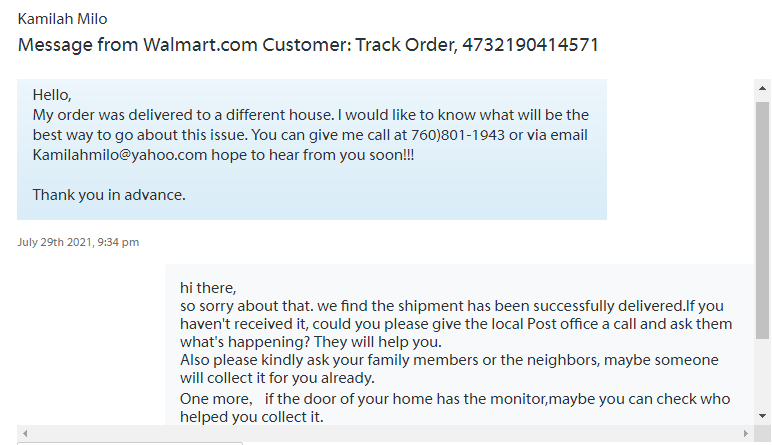 Kamilah Milo
Message from Walmart.com Customer: Track Order, 4732190414571
Hello,
My order was delivered to a different house. I would like to know what will be the
best way to go about this issue. You can give me call at 760)801-1943 or via email
Kamilahmilo@yahoo.com hope to hear from you soon!!!
Thank you in advance.
July 29th 2021, 9:34 pm
hi there,
so sorry about that. we find the shipment has been successfully delivered.If you
haven't received it, could you please give the local Post office a call and ask them
what's happening? They will help you.
Also please kindly ask your family members or the neighbors, maybe someone
will collect it for you already.
One more, if the door of your home has the monitor,maybe you can check who
helped you collect it.